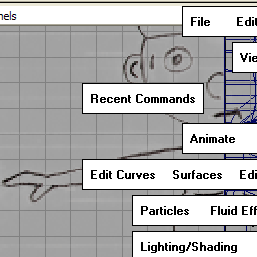 nels
File Edit
Vie
Recent Commands
Animate
Edit Curves Surfaces Edi
Particles Fluid Eff
Lighting/Shading